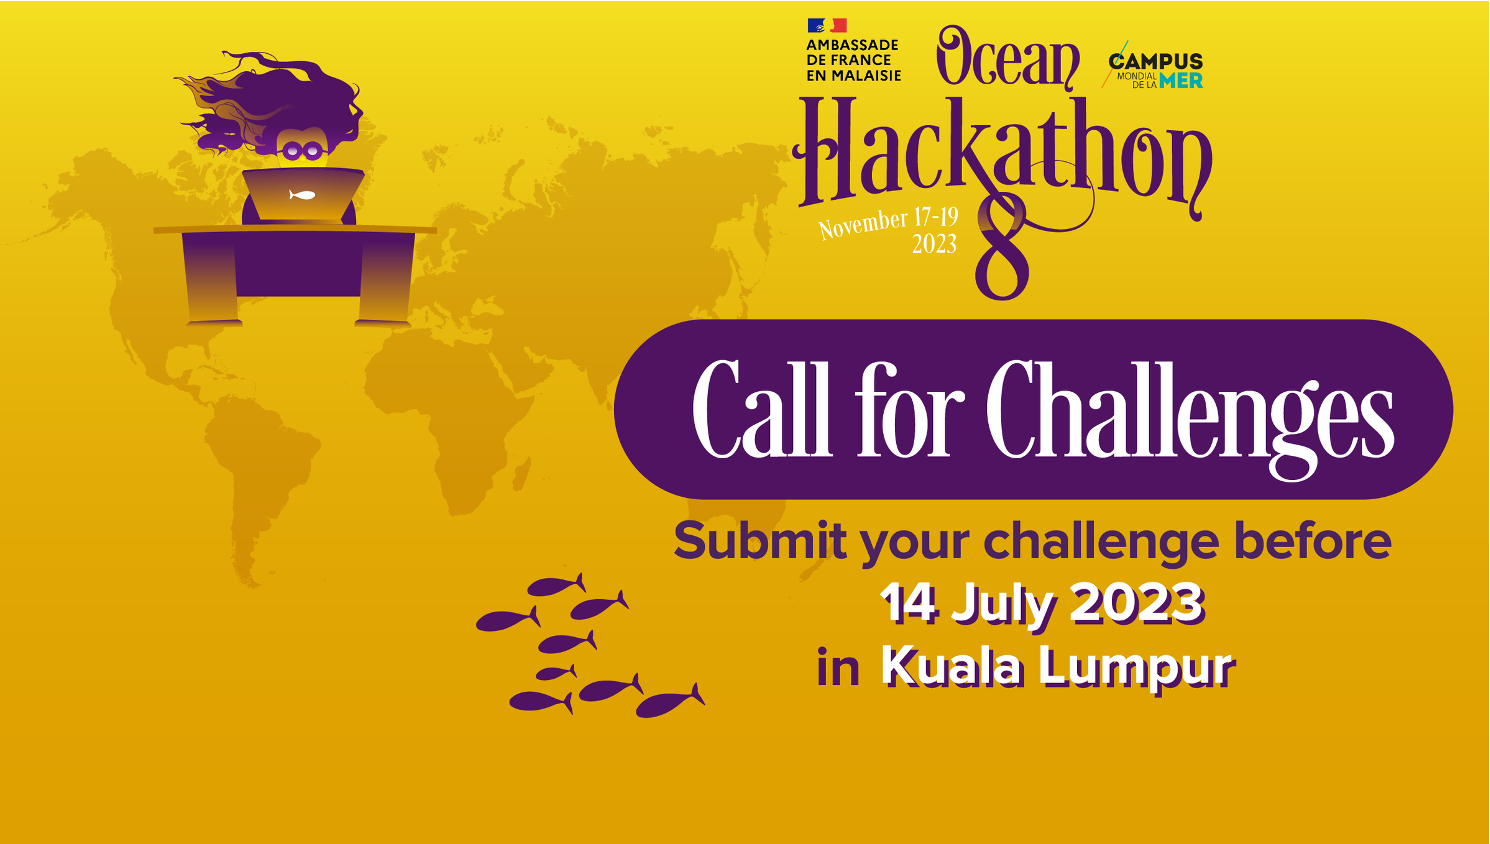 AMBASSADE
DE FRANCE
EN MALAISIE
Ocean
CAMPUS
MONDIAL
DE LA MER
Hackathon
November 17-19
2023
8
Call for Challenges
Submit your challenge before
14 July 2023
in Kuala Lumpur